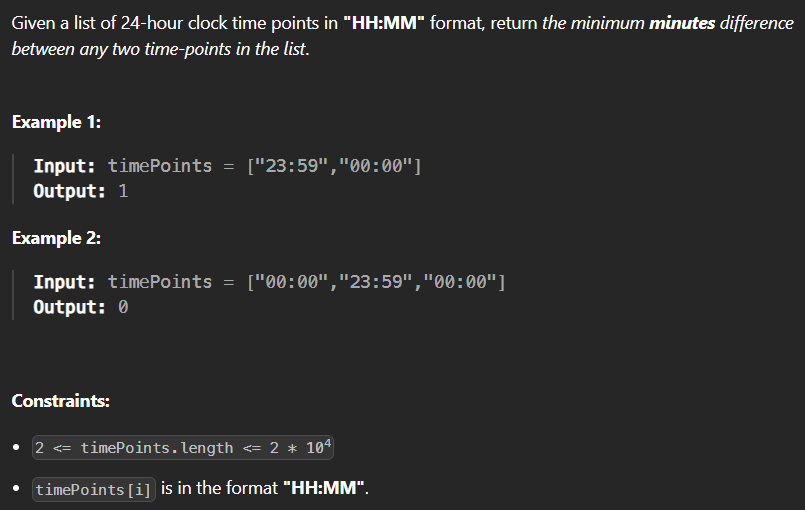 Given a list of 24-hour clock time points in "HH:MM" format, return the minimum minutes difference
between any two time-points in the list.
Example 1:
Input: timePoints = ["23:59","00:00"]
Output: 1
Example 2:
Input: timePoints = ["00:00","23:59","00:00"]
Output: 0
Constraints:
• 2 <= timePoints.length <= 2 * 10⁴
• timePoints[i] is in the format "HH:MM".